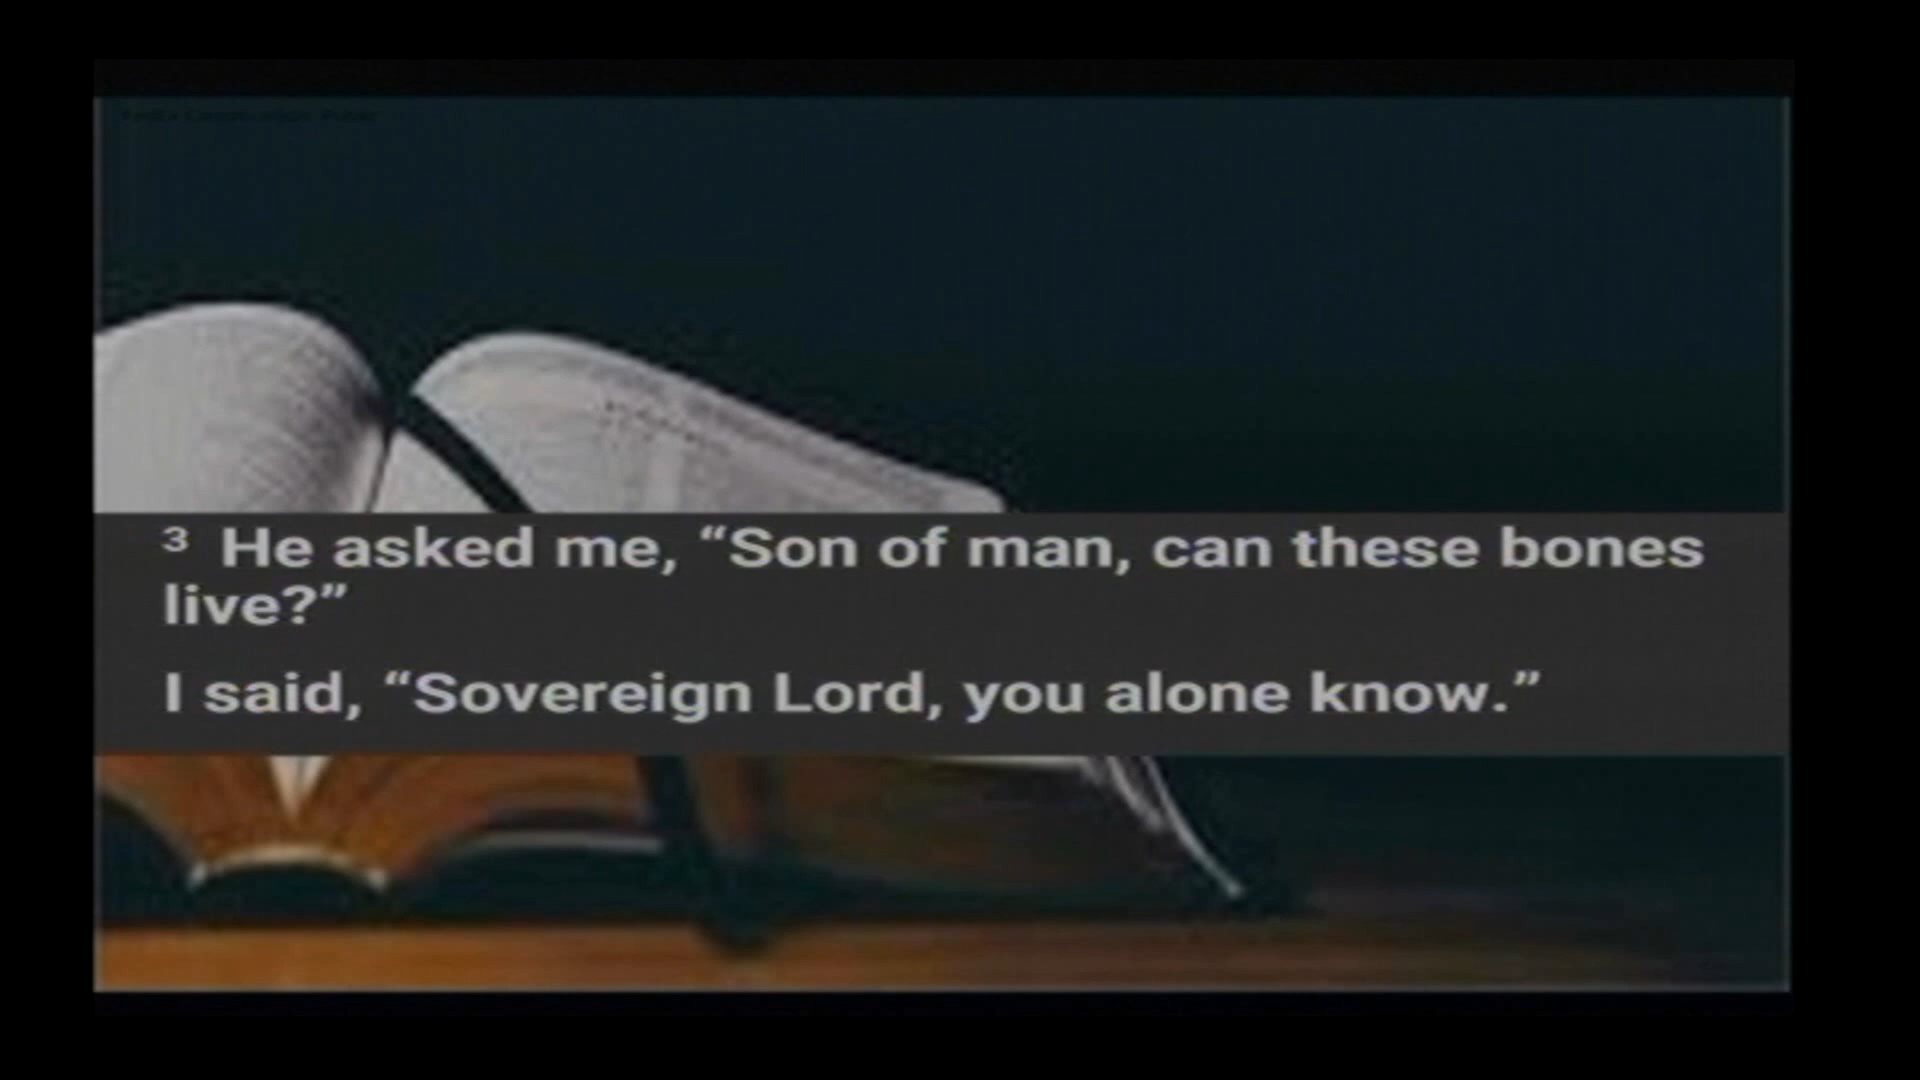 3 He asked me, “Son of man, can these bones
live?”
I said, “Sovereign Lord, you alone know.”